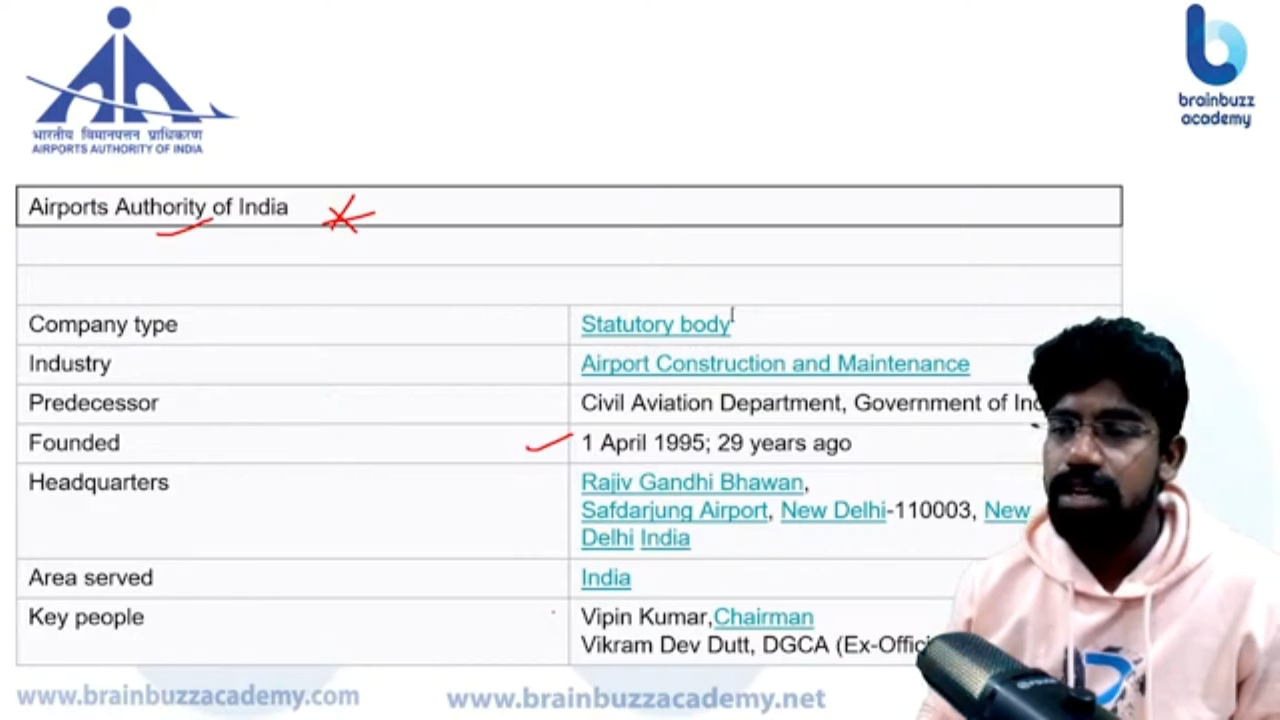 brainbuzz
academy
भारतीय विमानपत्तन प्राधिकरण
AIRPORTS AUTHORITY OF INDIA
Airports Authority of India
Company type Statutory body
Industry Airport Construction and Maintenance
Predecessor Civil Aviation Department, Government of
Founded 1 April 1995; 29 years ago
Headquarters Rajiv Gandhi Bhawan,
Safdarjung Airport, New Delhi-110003, New
Delhi India
Area served India
Key people Vipin Kumar,Chairman
Vikram Dev Dutt, DGCA
www.brainbuzzacademy.com www.brainbuzzacademy.net